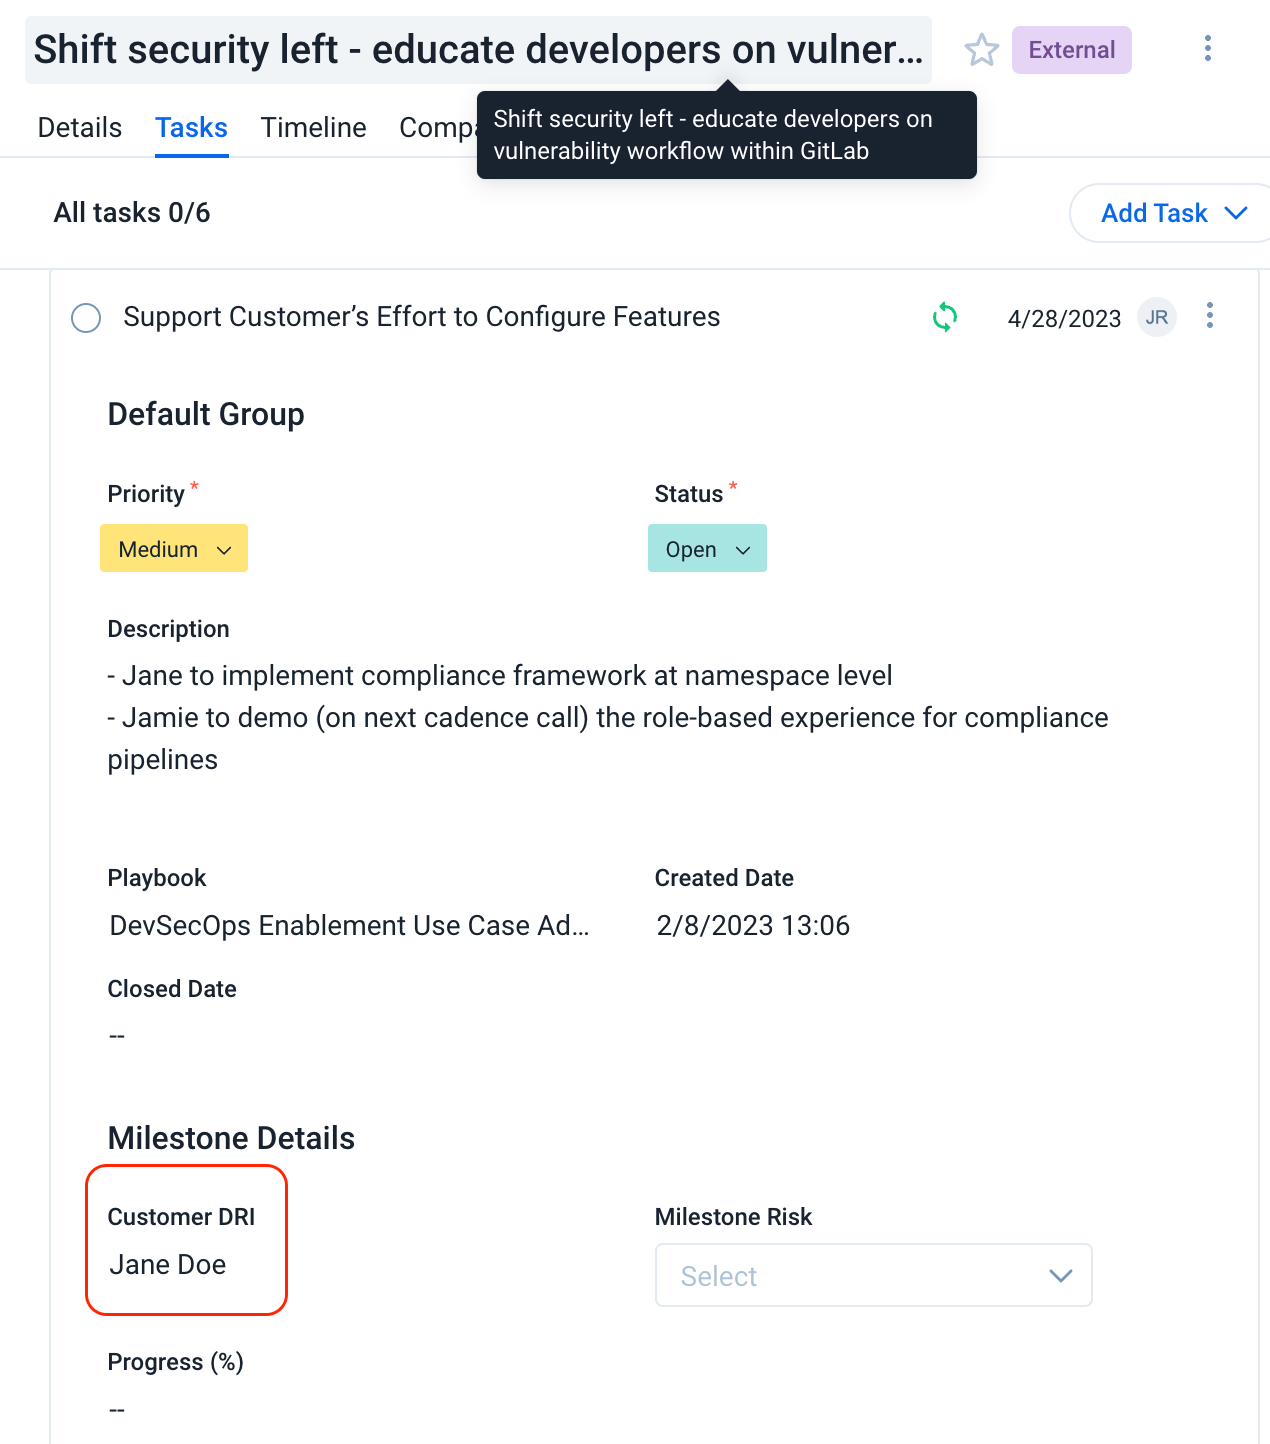 Shift security left - educate developers on vulner...
External
Shift security left - educate developers on
vulnerability workflow within GitLab
Details Tasks Timeline Comp
All tasks 0/6
Add Task
Support Customer’s Effort to Configure Features
4/28/2023
JR
Default Group
Priority *
Status *
Medium
Open
Description
- Jane to implement compliance framework at namespace level
- Jamie to demo (on next cadence call) the role-based experience for compliance
pipelines
Playbook
Created Date
DevSecOps Enablement Use Case Ad...
2/8/2023 13:06
Closed Date
--
Milestone Details
Customer DRI
Milestone Risk
Jane Doe
Select
Progress (%)
--